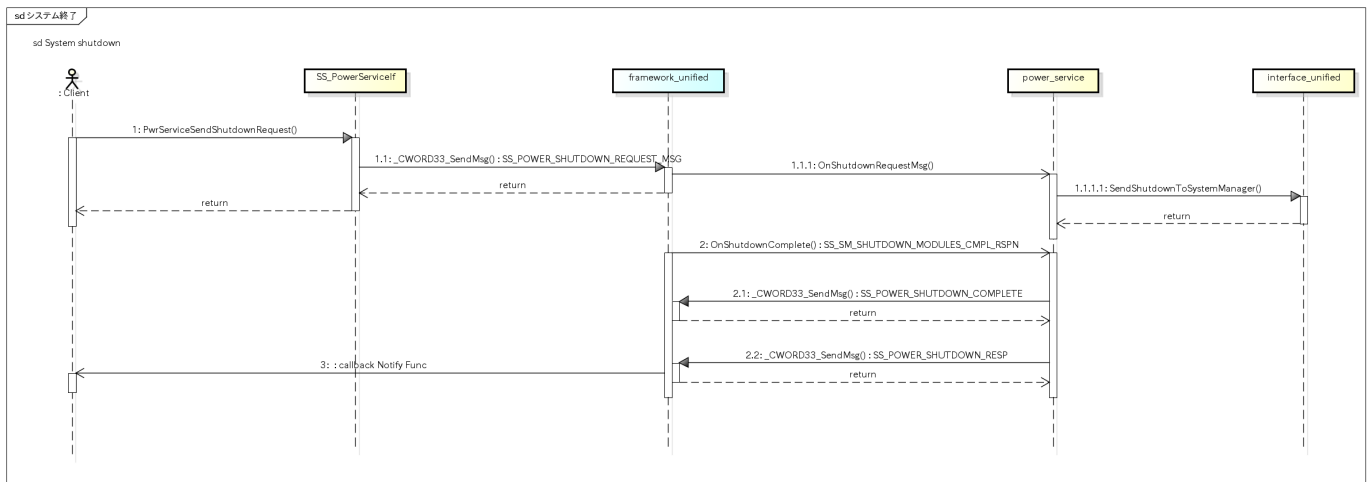 sd システム終了
sd System shutdown
: Client
SS_PowerServiceIf
framework_unified
power_service
interface_unified
1: PwrServiceSendShutdownRequest()
1.1: _CWORD33_SendMsg() : SS_POWER_SHUTDOWN_REQUEST_MSG
1.1.1: OnShutdownRequestMsg()
return
1.1.1.1: SendShutdownToSystemManager()
return
return
2: OnShutdownComplete() : SS_SM_SHUTDOWN_MODULES_CMPL_RSPN
2.1: _CWORD33_SendMsg() : SS_POWER_SHUTDOWN_COMPLETE
return
2.2: _CWORD33_SendMsg() : SS_POWER_SHUTDOWN_RESP
3: : callback Notify Func
return